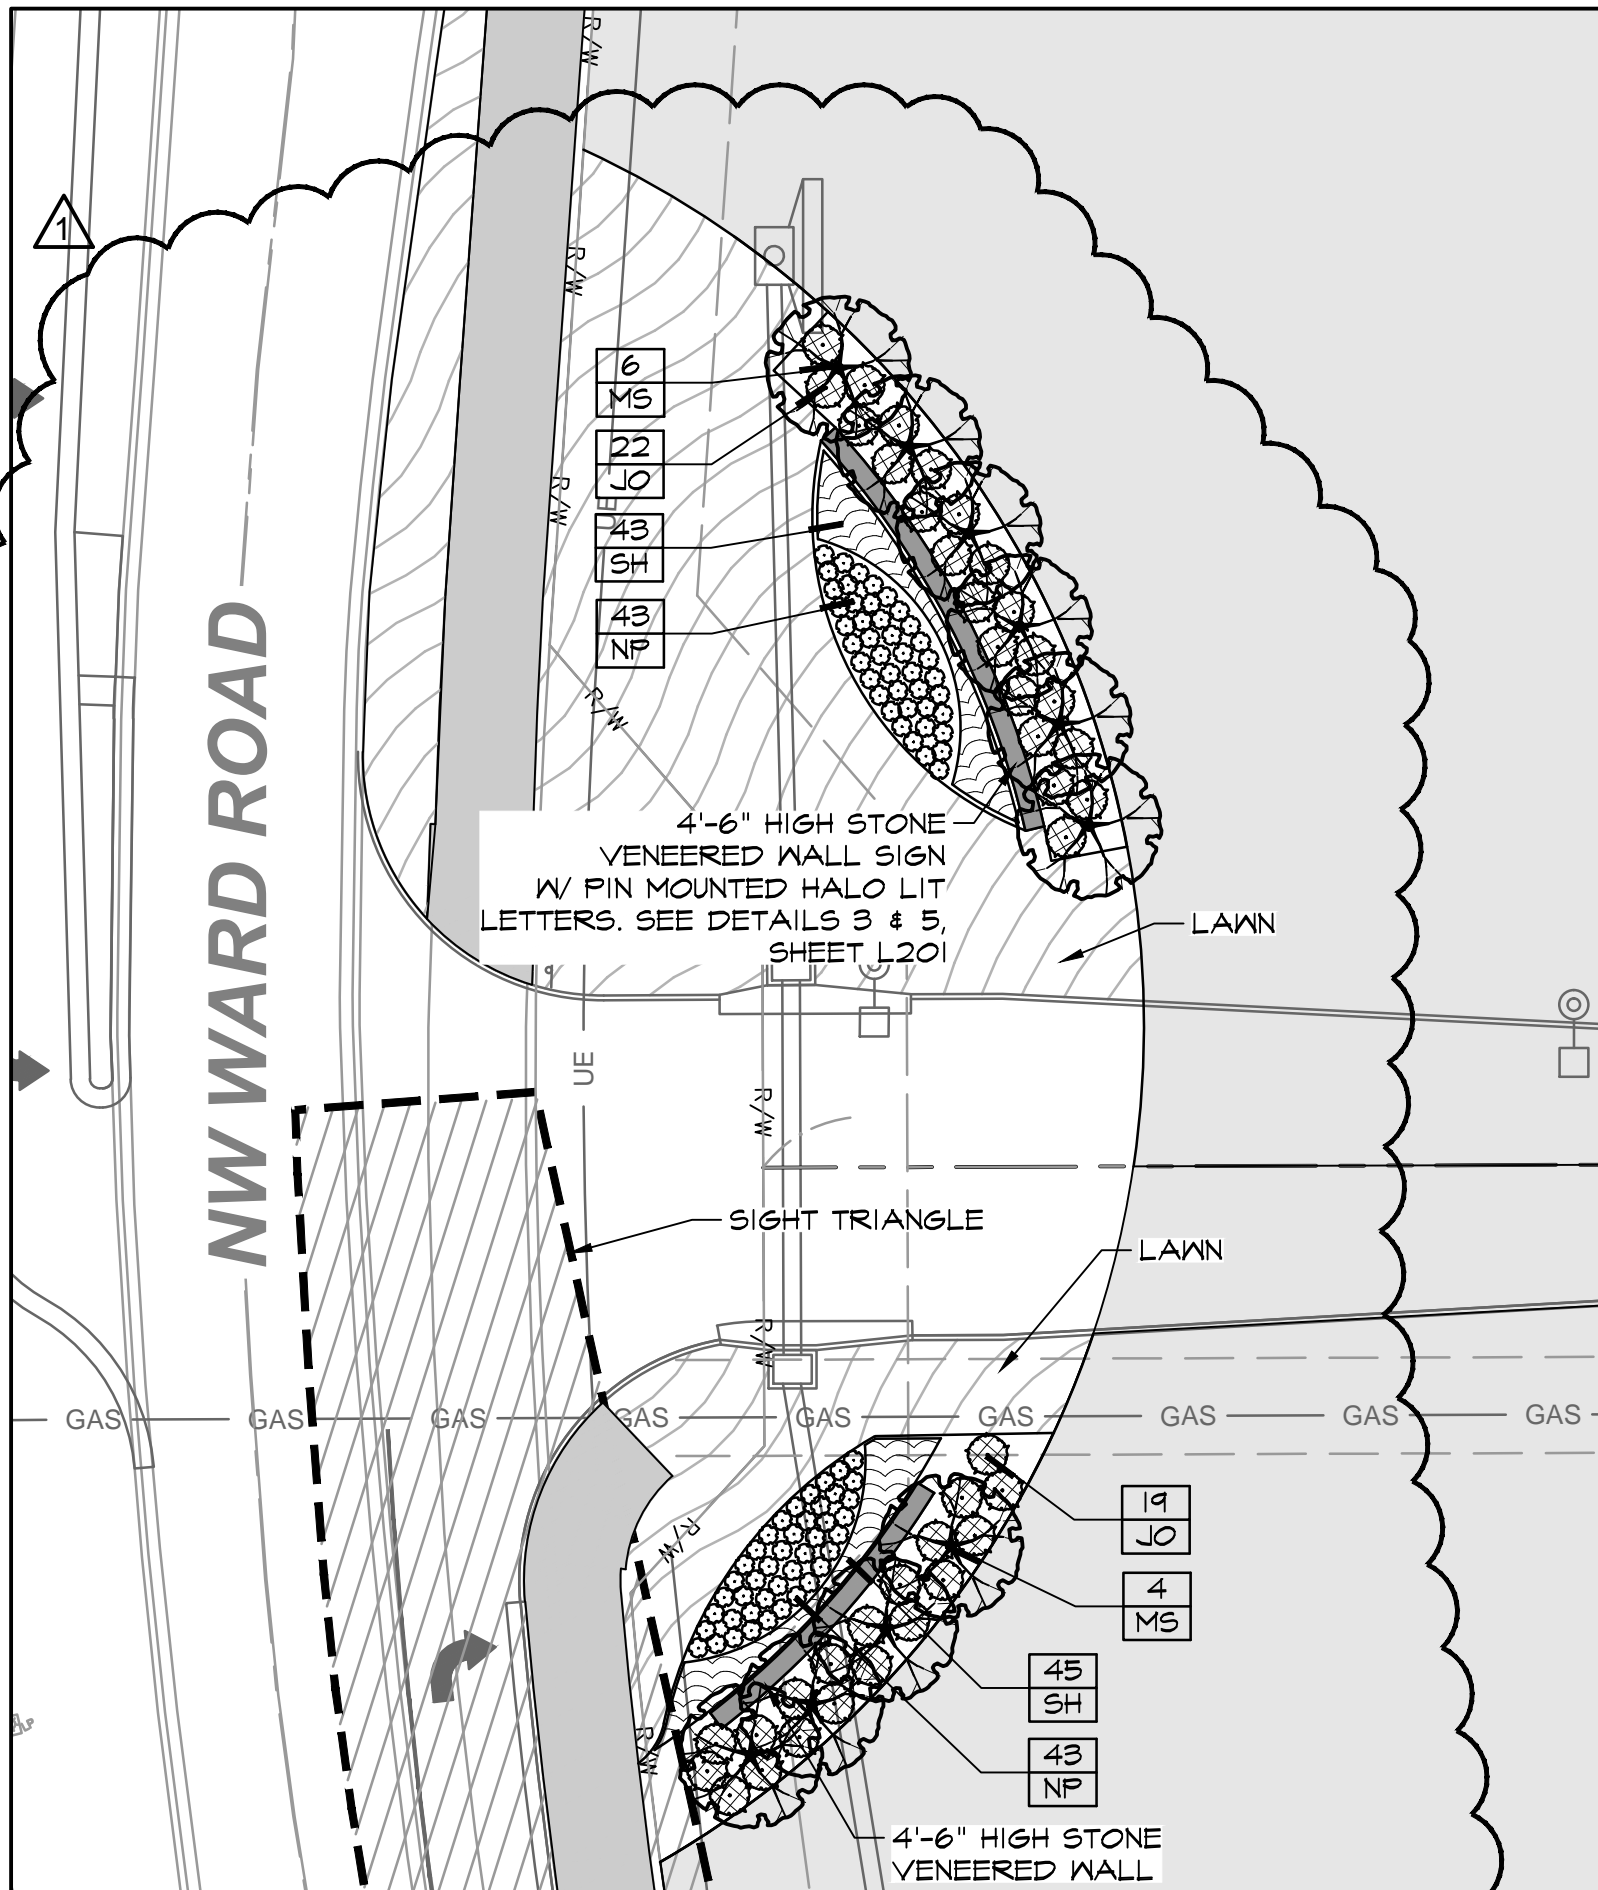 R/W
1
R/W
6
MS
22
JO
43
SH
43
NP
R/W
UE
R/W
NW WARD ROAD
4'-6" HIGH STONE
VENEERED WALL SIGN
W/ PIN MOUNTED HALO LIT
LETTERS. SEE DETAILS 3 & 5,
SHEET L201
LAWN
UE
R/W
SIGHT TRIANGLE
LAWN
R/W
GAS GAS GAS GAS GAS GAS GAS GAS GAS
R/W
19
JO
4
MS
45
SH
43
NP
R/W
4'-6" HIGH STONE
VENEERED WALL